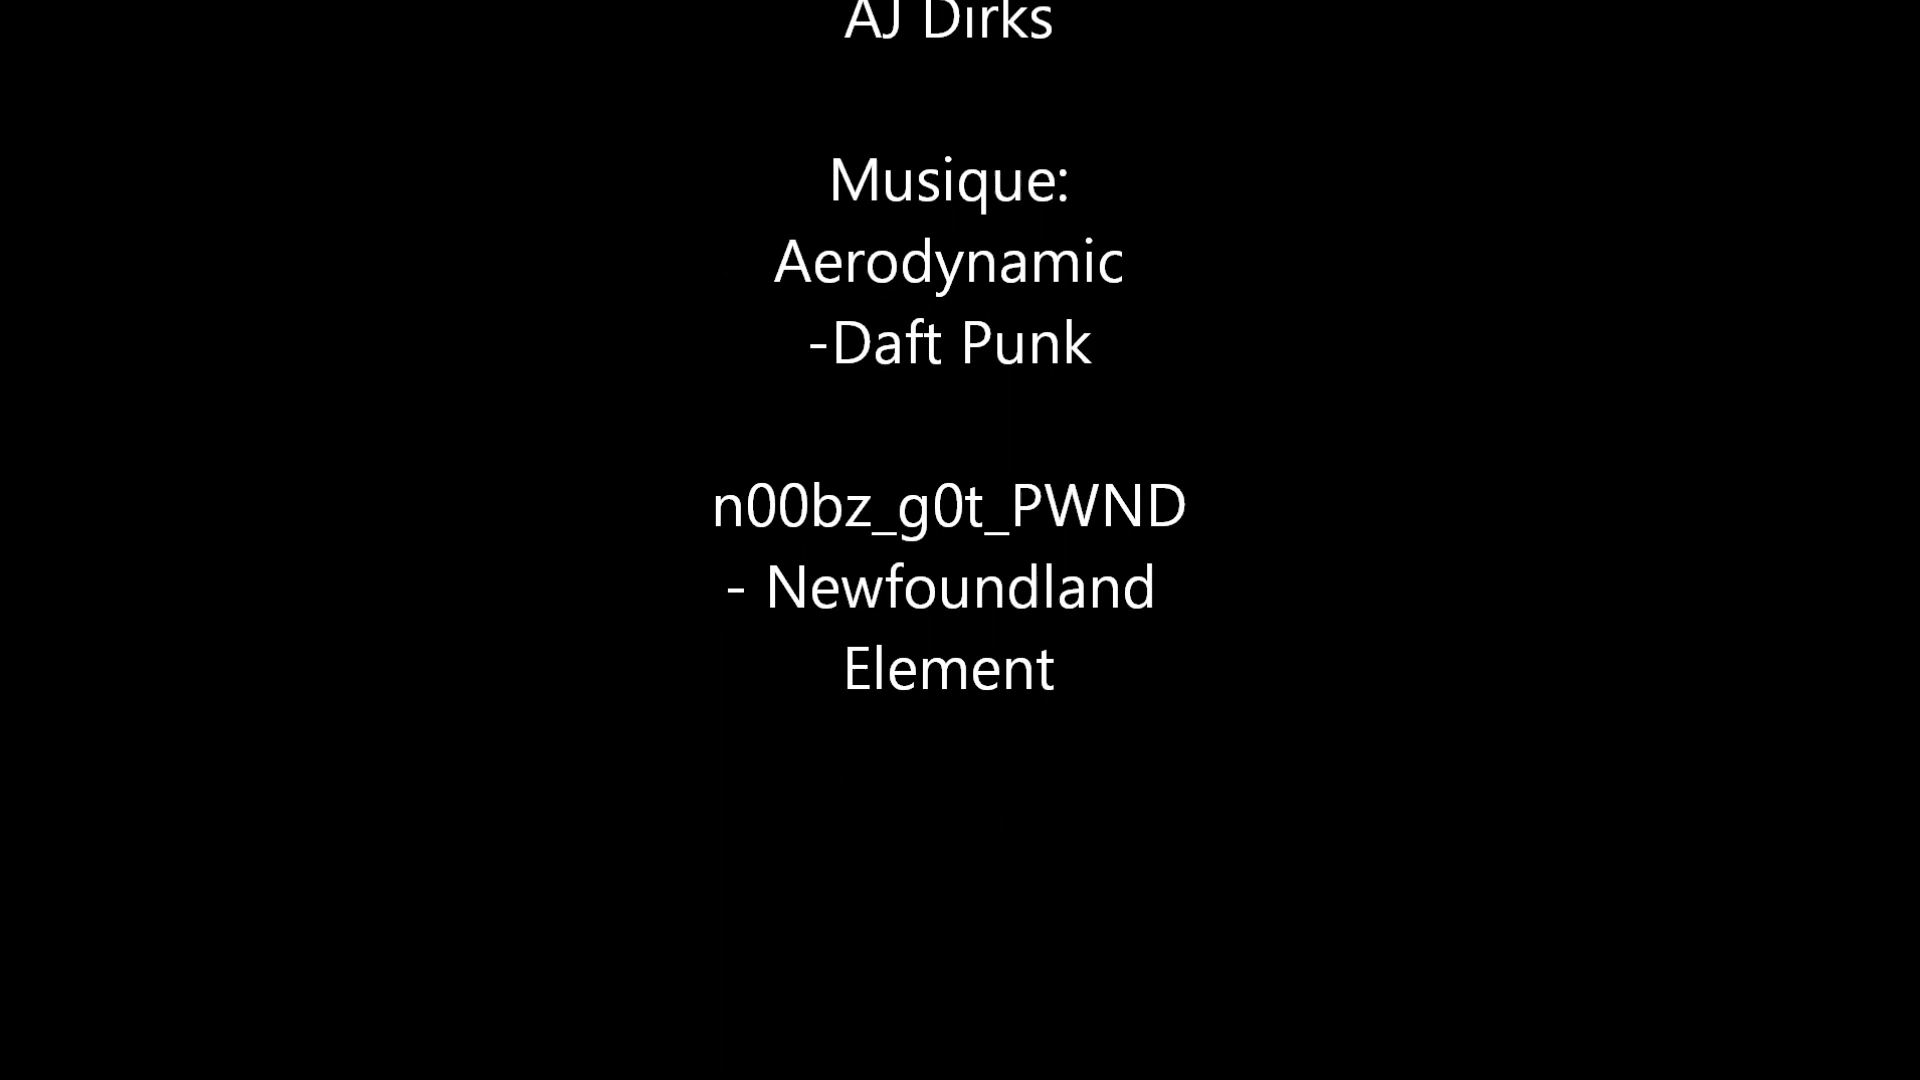 AJ Dirks
Musique:
Aerodynamic
-Daft Punk
n00bz_g0t_PWND
- Newfoundland
Element